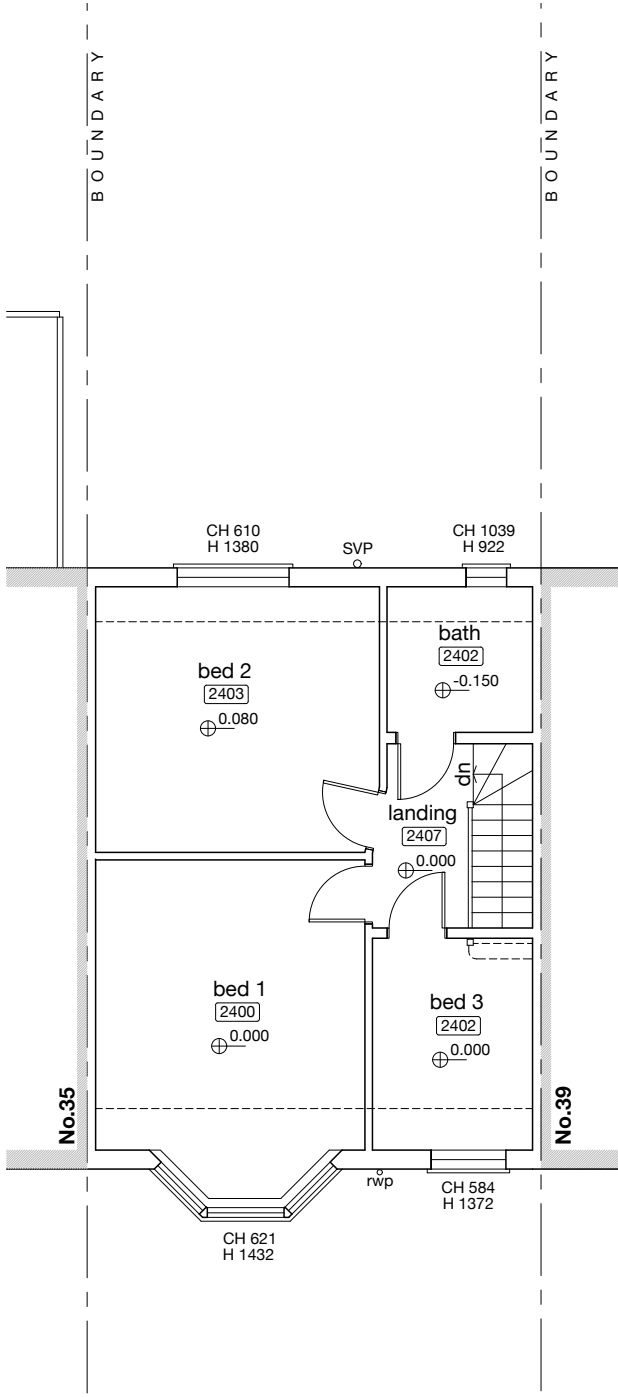 BOUNDARY
BOUNDARY
CH 610
H 1380
SVP
CH 1039
H 922
bed 2
2403
0.080
bath
2402
-0.150
dn
landing
2407
0.000
bed 1
2400
0.000
bed 3
2402
0.000
No.35
No.39
rwp
CH 584
H 1372
CH 621
H 1432